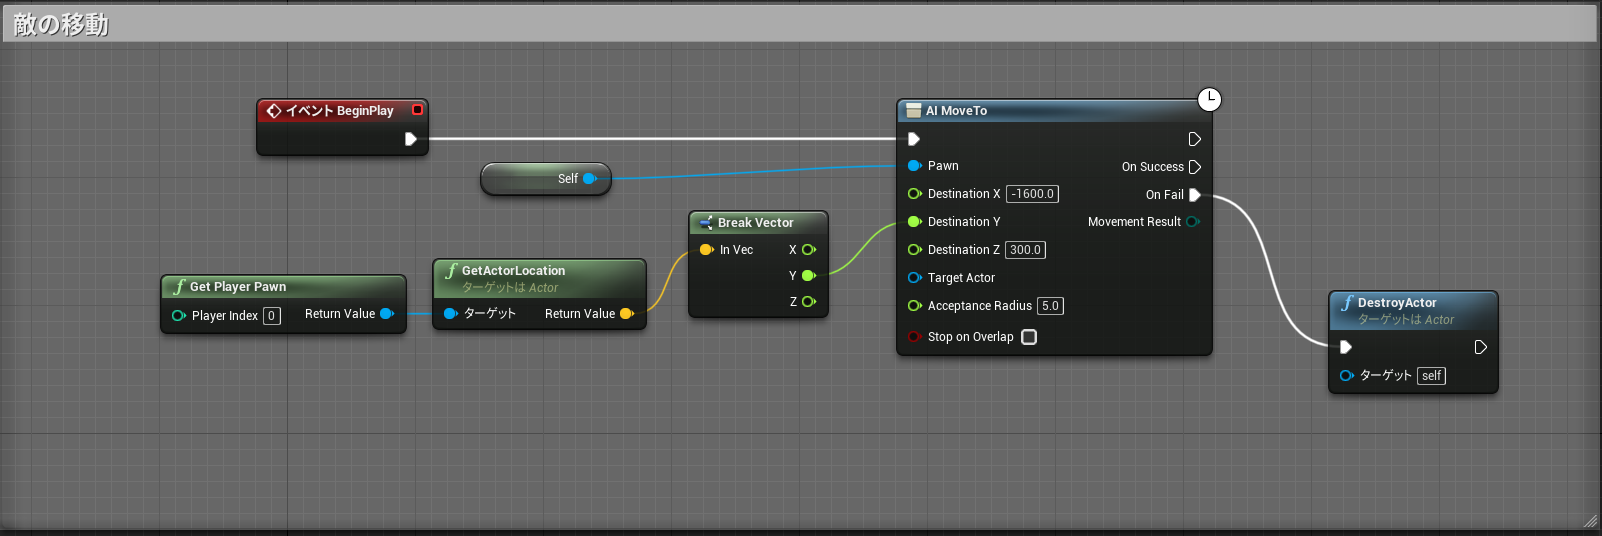 敵の移動
イベント BeginPlay
Self
Get Player Pawn
Player Index 0
Return Value
GetActorLocation
ターゲットは Actor
ターゲット
Return Value
Break Vector
In Vec
X
Y
Z
AI MoveTo
Pawn
On Success
Destination X -1600.0
On Fail
Destination Y
Movement Result
Destination Z 300.0
Target Actor
Acceptance Radius 5.0
Stop on Overlap
DestroyActor
ターゲットは Actor
ターゲット self